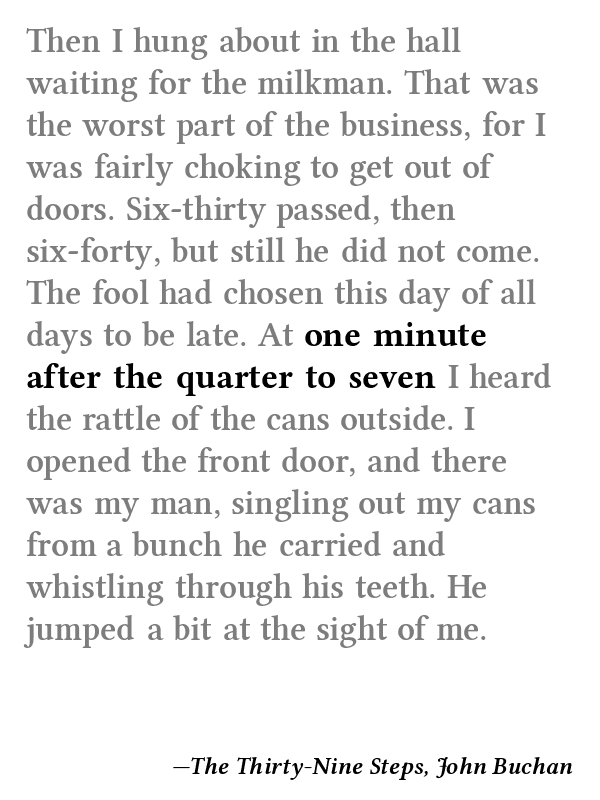 Then I hung about in the hall
waiting for the milkman. That was
the worst part of the business, for I
was fairly choking to get out of
doors. Six-thirty passed, then
six-forty, but still he did not come.
The fool had chosen this day of all
days to be late. At one minute
after the quarter to seven I heard
the rattle of the cans outside. I
opened the front door, and there
was my man, singling out my cans
from a bunch he carried and
whistling through his teeth. He
jumped a bit at the sight of me.
—The Thirty-Nine Steps, John Buchan